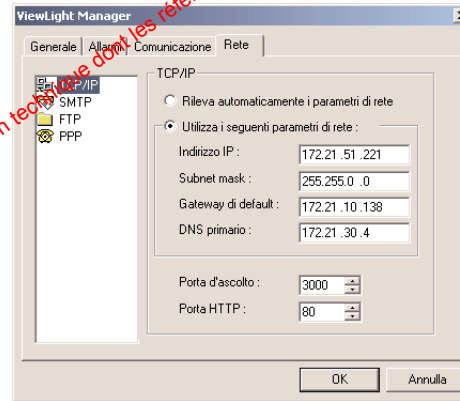 ViewLight Manager
Generale Allarmi Comunicazione Rete
n technique dont les réfé
TCP/IP
SMTP
FTP
PPP
TCP/IP
Rileva automaticamente i parametri di rete
Utilizza i seguenti parametri di rete :
Indirizzo IP : 172.21 .51 .221
Subnet mask : 255.255.0 .0
Gateway di default : 172.21 .10 .138
DNS primario : 172.21 .30 .4
Porta d'ascolto : 3000
Porta HTTP : 80
OK Annulla